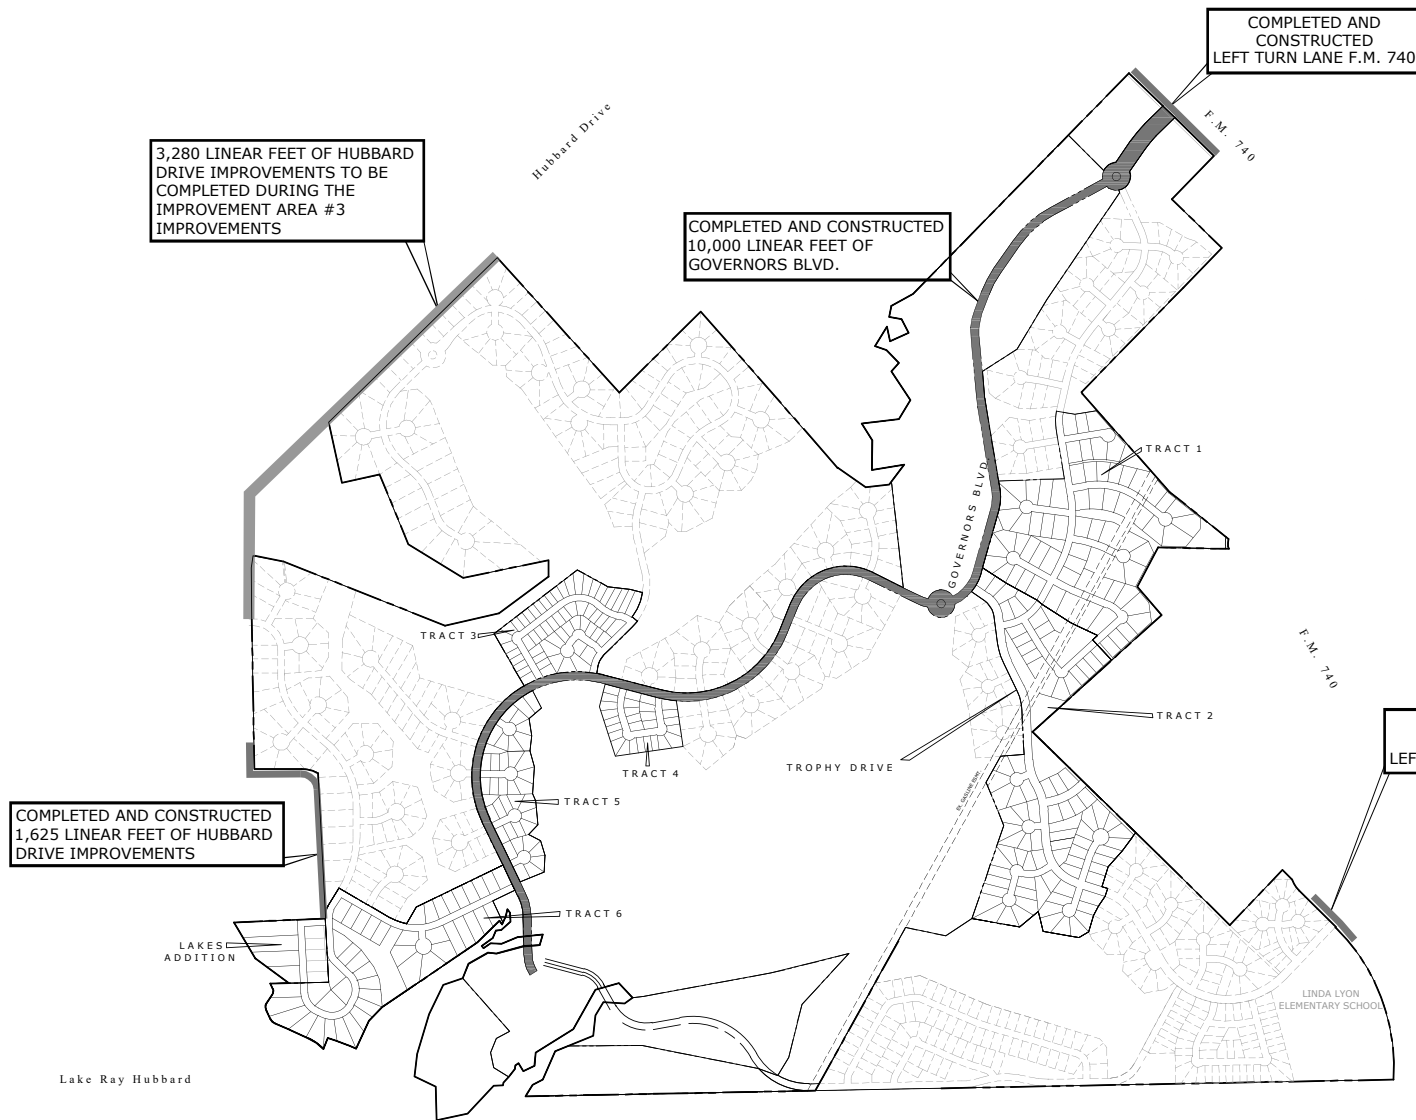 COMPLETED AND
CONSTRUCTED
LEFT TURN LANE F.M. 740
F.M. 740
Hubbard Drive
3,280 LINEAR FEET OF HUBBARD
DRIVE IMPROVEMENTS TO BE
COMPLETED DURING THE
IMPROVEMENT AREA #3
IMPROVEMENTS
COMPLETED AND CONSTRUCTED
10,000 LINEAR FEET OF
GOVERNORS BLVD.
TRACT 1
GOVERNORS BLVD.
TRACT 3
F.M. 740
TRACT 2
TROPHY DRIVE
TRACT 4
LEF
EX. GASLINE ESMT
TRACT 5
COMPLETED AND CONSTRUCTED
1,625 LINEAR FEET OF HUBBARD
DRIVE IMPROVEMENTS
TRACT 6
LAKES
ADDITION
LINDA LYON
ELEMENTARY SCHOOL
Lake Ray Hubbard